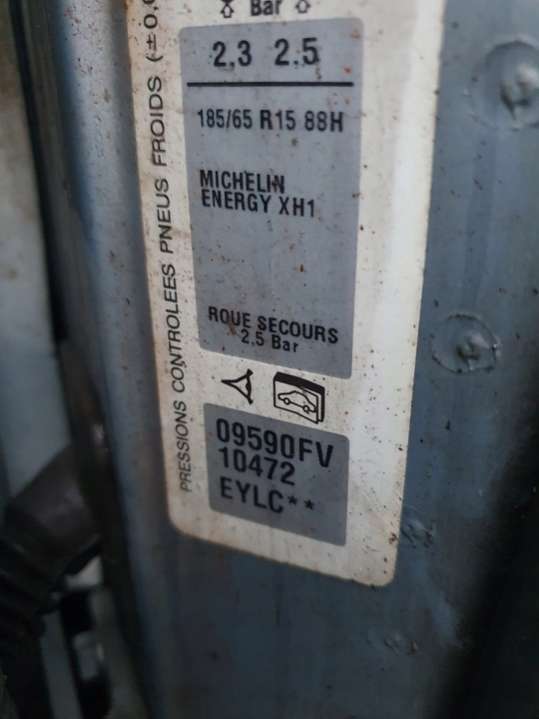 Bar
2,3 2.5
185/65 R15 88H
MICHELIN
ENERGY XH1
ROUE SECOURS
2,5 Bar
09590FV
10472
EYLC**
PRESSIONS CONTROLEES PNEUS FROIDS (±0,